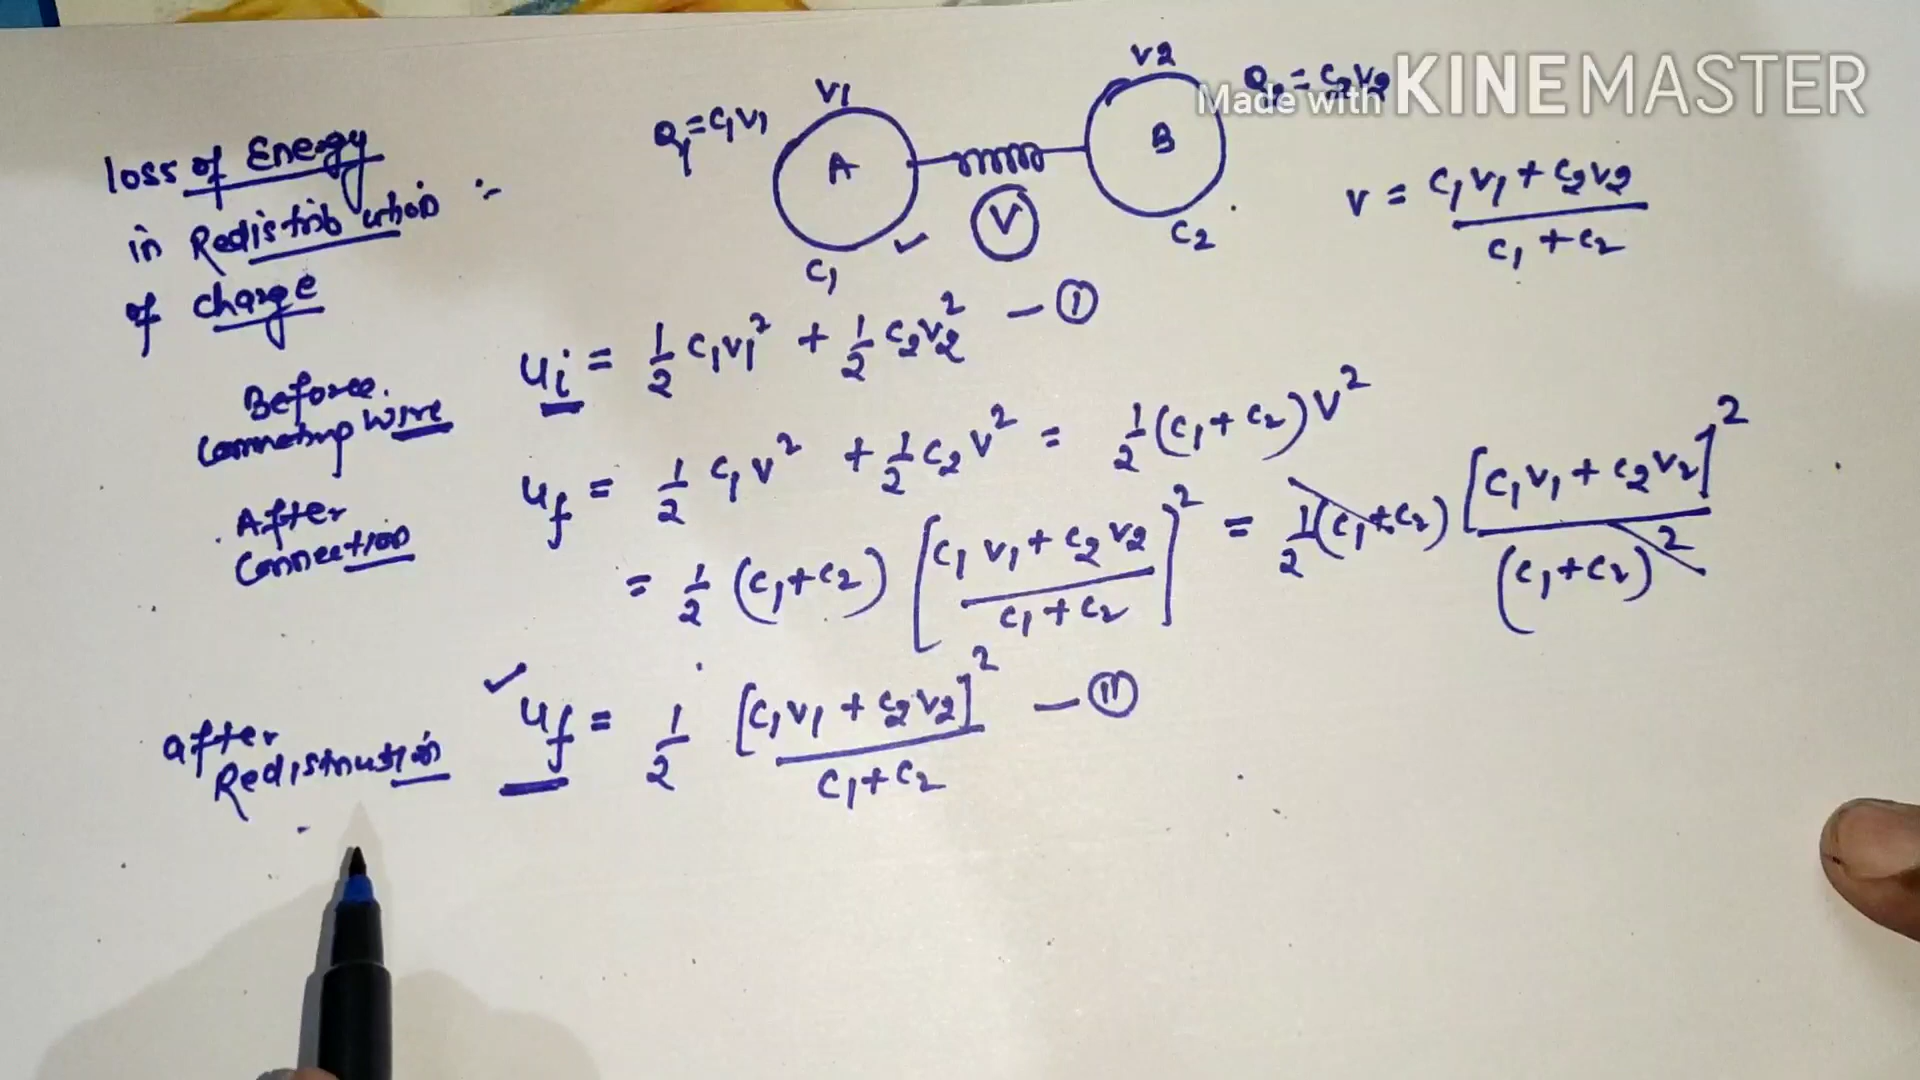 loss of Energy
in Redistribution :-
of charge
V1
Q1 = C1V1
A
C1
V
V2
Q2 = C2V2
B
C2
Made with KINEMASTER
V = C1V1 + C2V2 / C1 + C2
Before
Connecting Wire
Ui = 1/2 C1V1² + 1/2 C2V2² — (I)
After
Connection
Uf = 1/2 C1V² + 1/2 C2V² = 1/2 (C1 + C2) V²
= 1/2 (C1+C2) [C1V1 + C2V2 / C1 + C2]² = 1/2 (C1+C2) [C1V1 + C2V2]² / (C1+C2)²
after
Uf = 1/2 [C1V1 + C2V2]² / C1+C2 — (II)